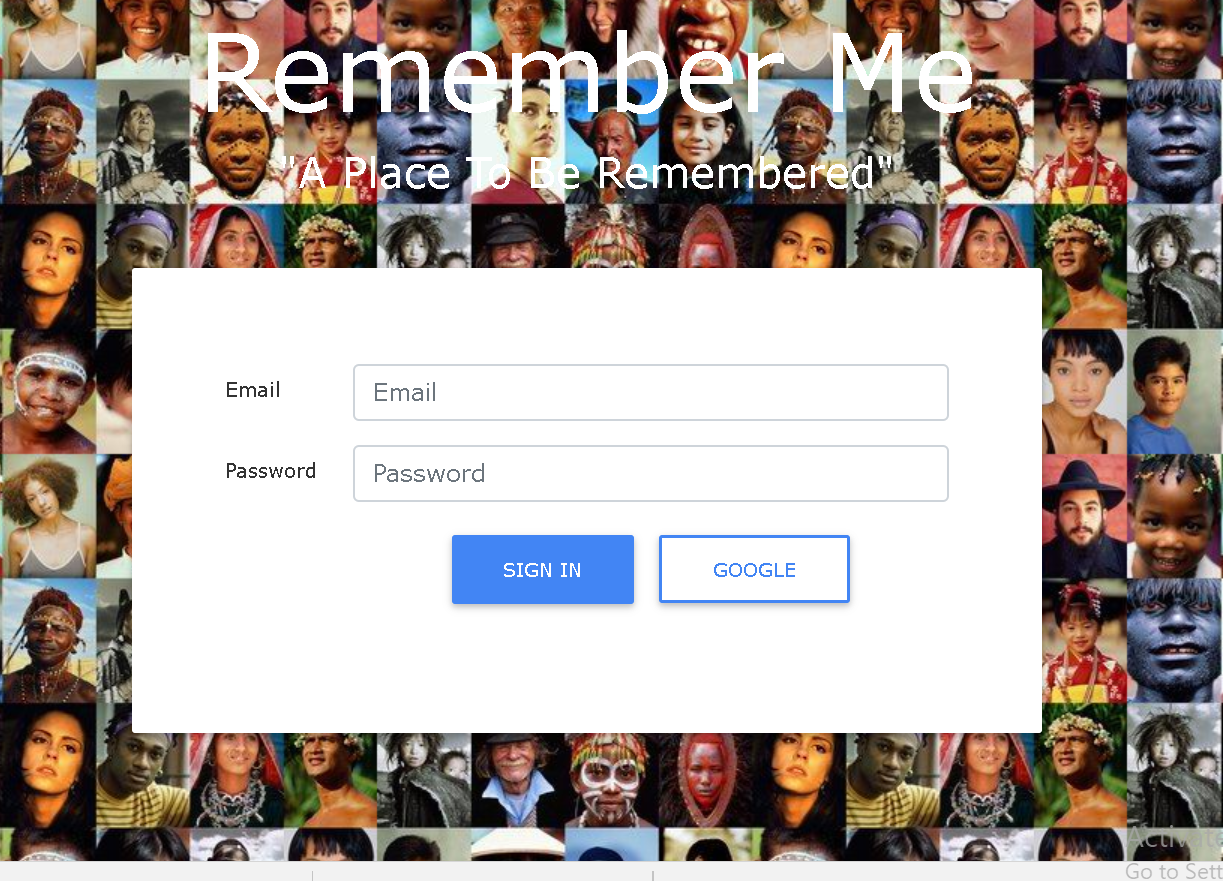 Remember Me
"A Place To Be Remembered"
Email Email
Password Password
SIGN IN GOOGLE
Activate
Go to Sett